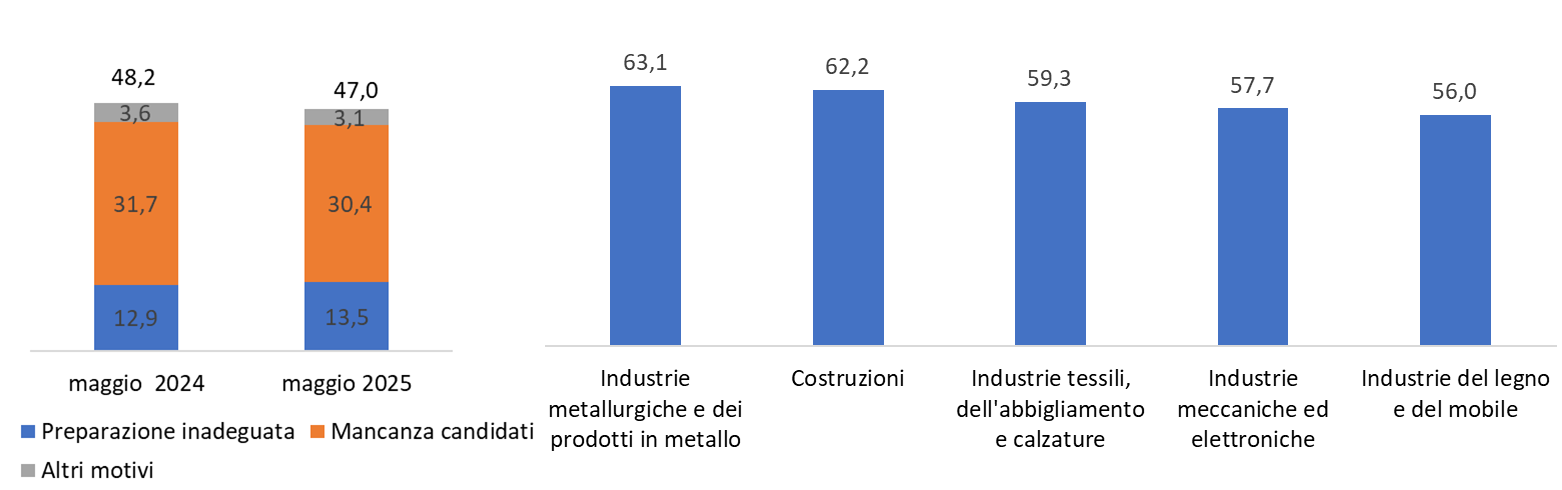 48,2
47,0
3,6
3,1
31,7
30,4
12,9
13,5
maggio 2024
maggio 2025
Preparazione inadeguata
Mancanza candidati
Altri motivi
63,1
62,2
59,3
57,7
56,0
Industrie
metallurgiche e dei
prodotti in metallo
Costruzioni
Industrie tessili,
dell'abbigliamento
e calzature
Industrie
meccaniche ed
elettroniche
Industrie del legno
e del mobile